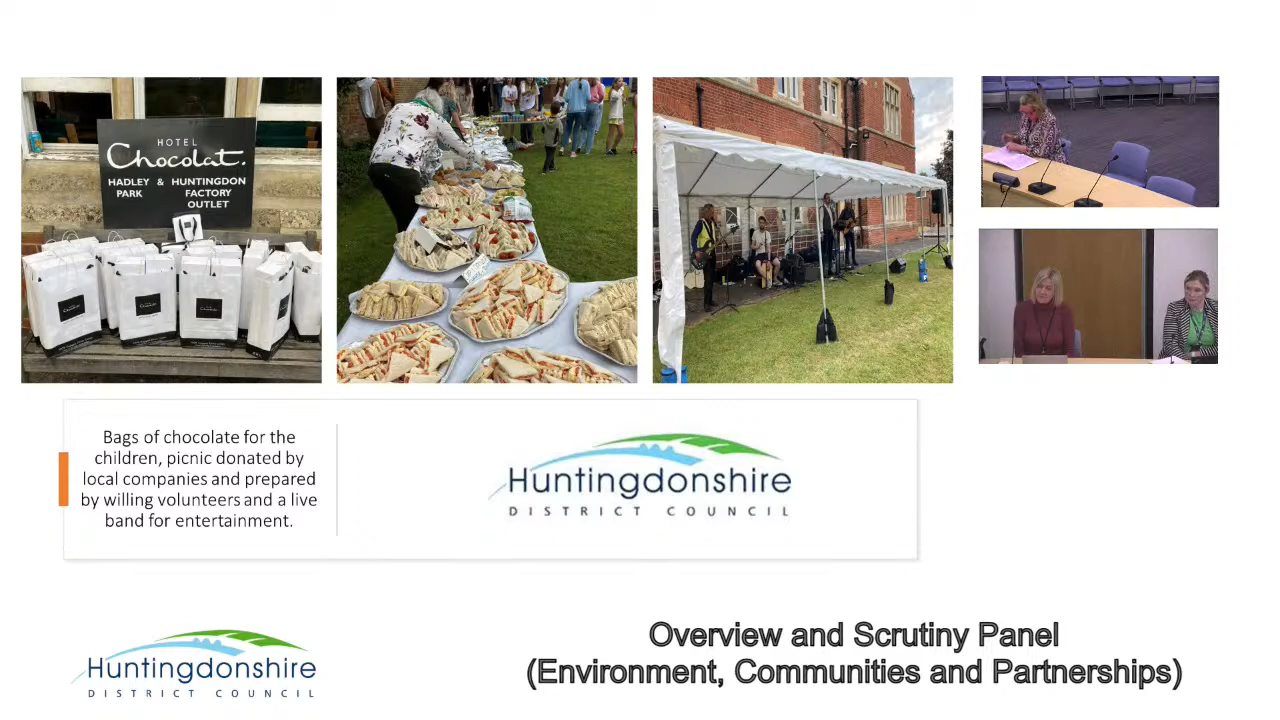 HOTEL
Chocolat.
HADLEY & HUNTINGDON
PARK FACTORY
OUTLET
Bags of chocolate for the
children, picnic donated by
local companies and prepared
by willing volunteers and a live
band for entertainment.
Huntingdonshire
DISTRICT COUNCIL
Huntingdonshire
DISTRICT COUNCIL
Overview and Scrutiny Panel
(Environment, Communities and Partnerships)